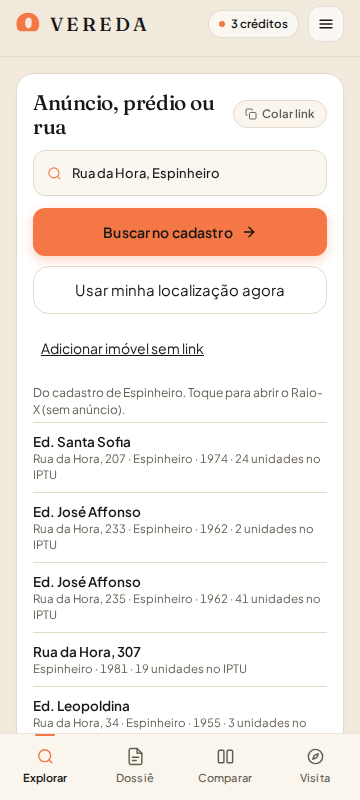 VEREDA
3 créditos
Anúncio, prédio ou
rua
Colar link
Rua da Hora, Espinheiro
Buscar no cadastro
Usar minha localização agora
Adicionar imóvel sem link
Do cadastro de Espinheiro. Toque para abrir o Raio-
X (sem anúncio).
Ed. Santa Sofia
Rua da Hora, 207 · Espinheiro · 1974 · 24 unidades no
IPTU
Ed. José Affonso
Rua da Hora, 233 · Espinheiro · 1962 · 2 unidades no
IPTU
Ed. José Affonso
Rua da Hora, 235 · Espinheiro · 1962 · 41 unidades no
IPTU
Rua da Hora, 307
Espinheiro · 1981 · 19 unidades no IPTU
Ed. Leopoldina
Rua da Hora, 34 · Espinheiro · 1955 · 3 unidades no
Explorar
Dossiê
Comparar
Visita